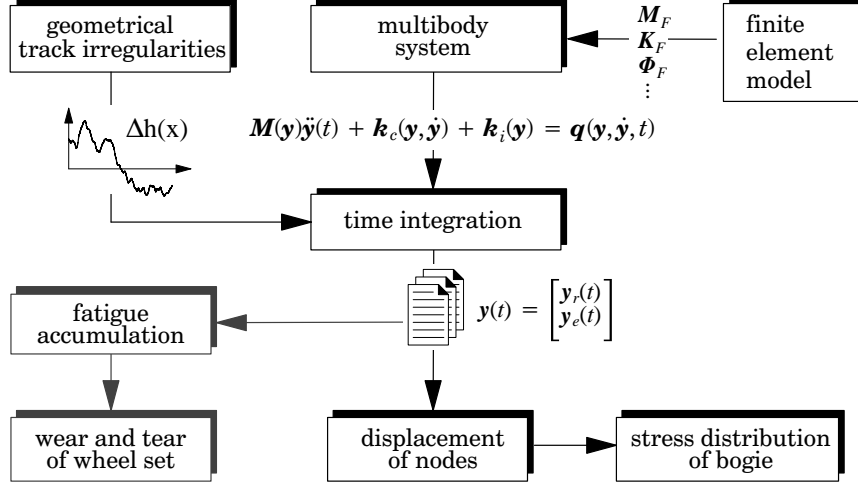 geometrical
track irregularities
multibody
system
𝑴_F
𝑲_F
𝜱_F
⋮
finite
element
model
Δh(x)
𝑴(𝒚)𝒚̈(t) + 𝒌_c(𝒚,𝒚̇) + 𝒌_i(𝒚) = 𝒒(𝒚,𝒚̇,t)
time integration
fatigue
accumulation
𝒚(t) = [𝒚_r(t)
𝒚_e(t)]
wear and tear
of wheel set
displacement
of nodes
stress distribution
of bogie